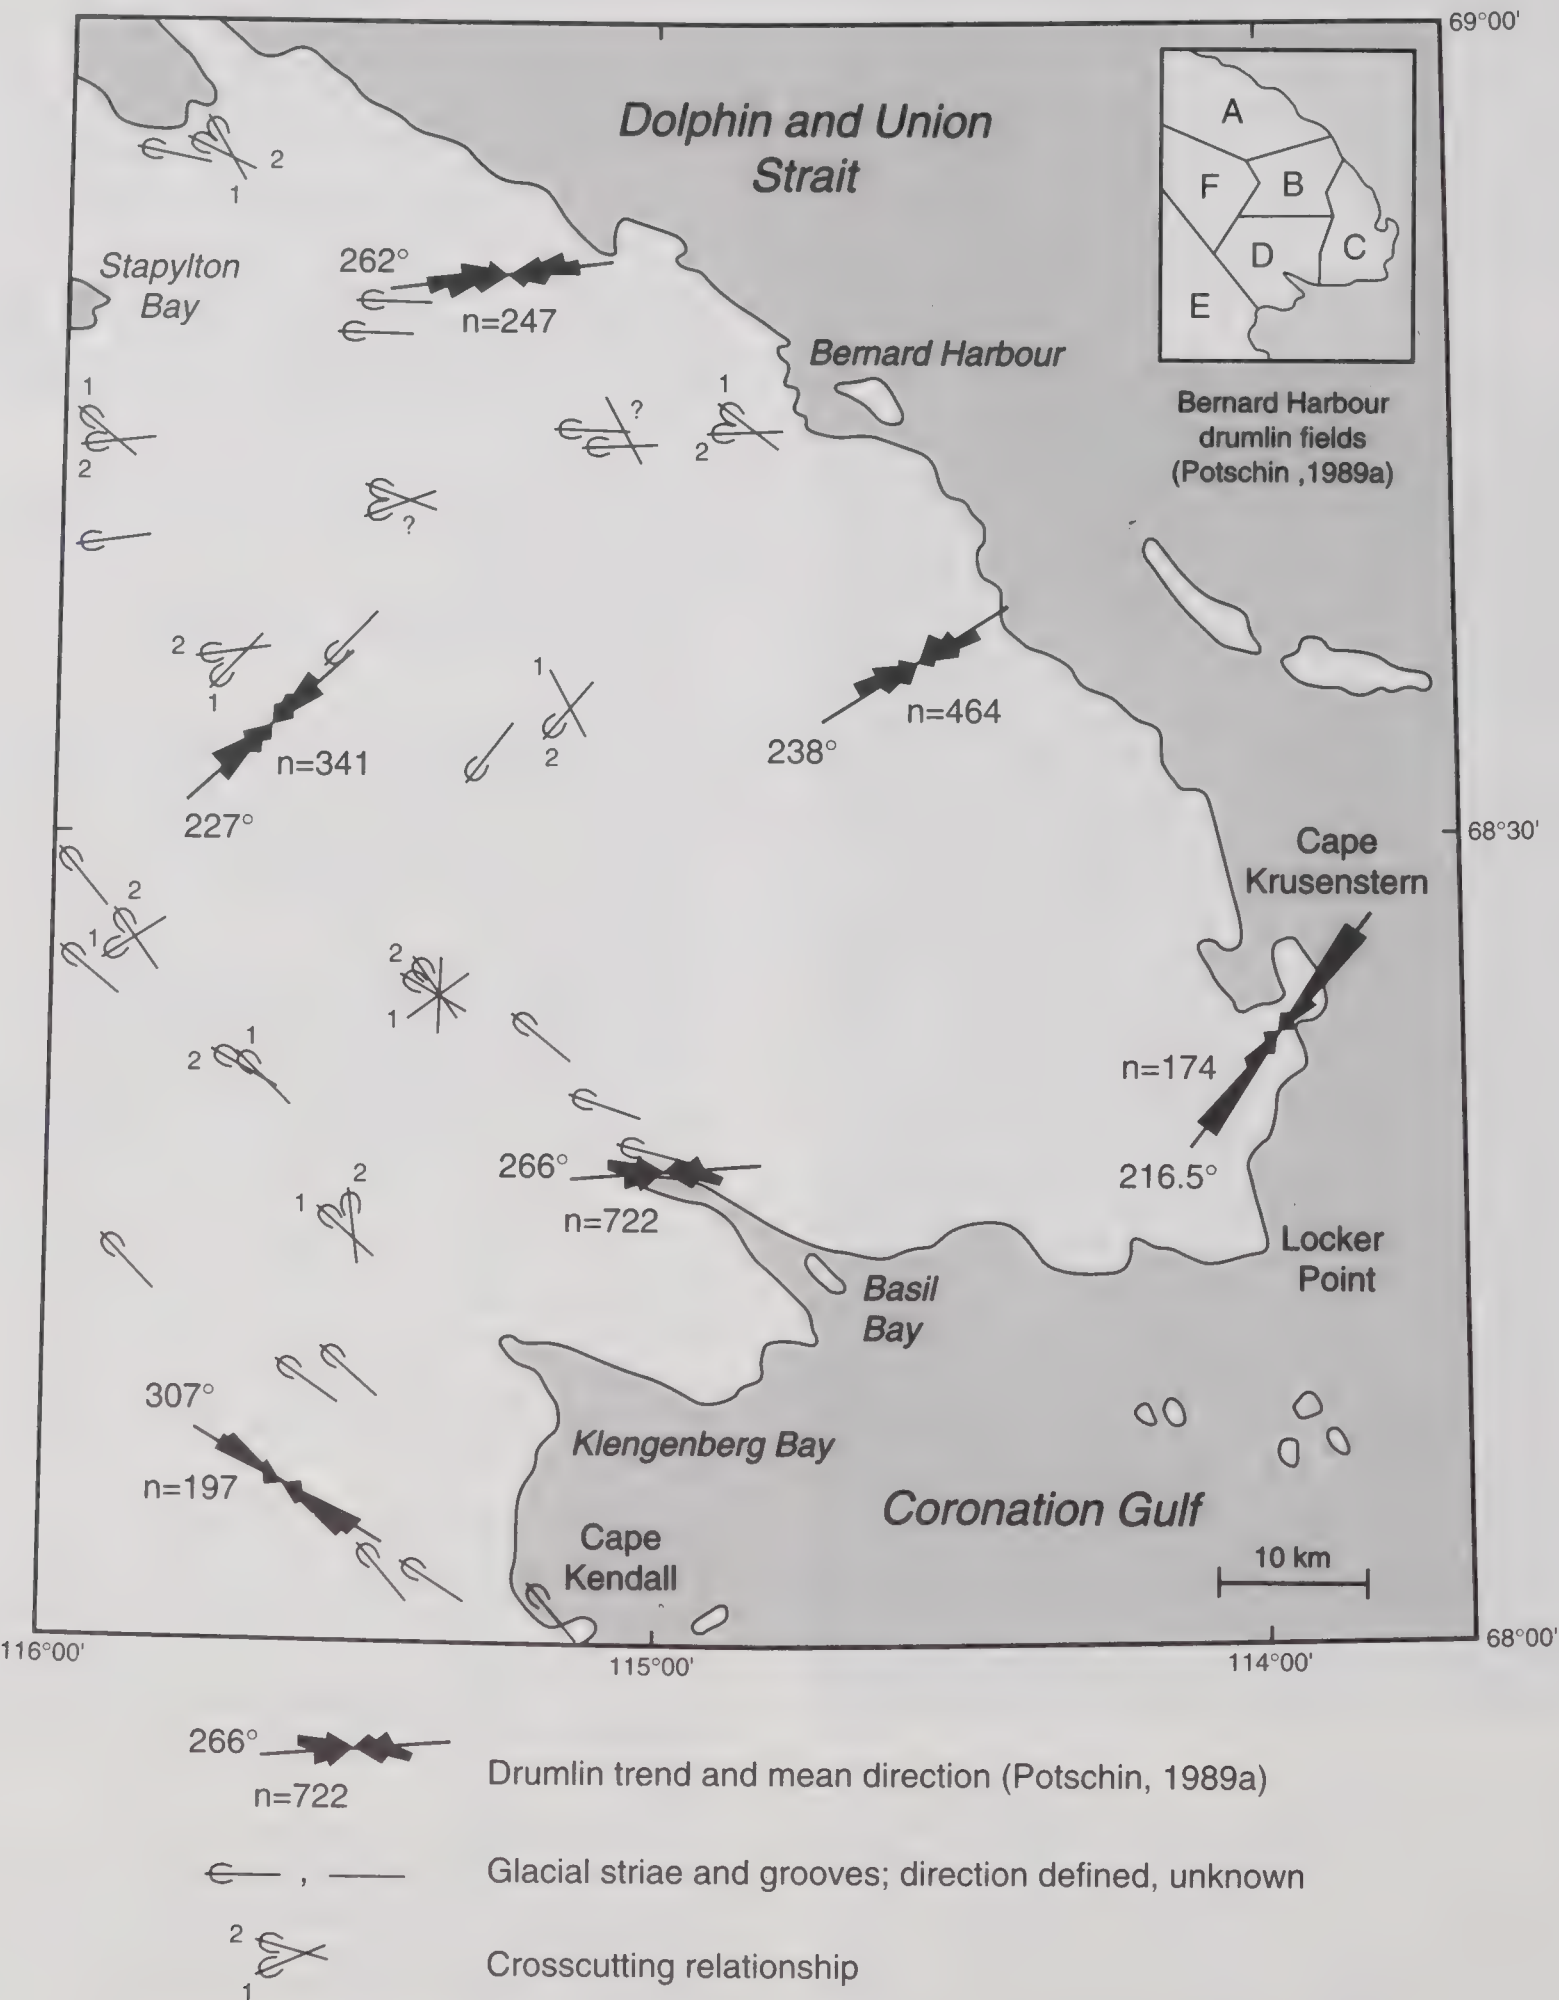 69°00'
Dolphin and Union
Strait
A
F
B
D
C
E
Bernard Harbour
drumlin fields
(Potschin ,1989a)
2
1
Stapylton
Bay
262°
n=247
Bernard Harbour
1
2
?
1
2
?
2
1
n=341
227°
1
2
n=464
238°
68°30'
Cape
Krusenstern
2
1
2
1
1
2
n=174
216.5°
266°
n=722
2
1
Locker
Point
Basil
Bay
307°
n=197
Klengenberg Bay
Coronation Gulf
Cape
Kendall
10 km
116°00'
115°00'
114°00'
68°00'
266°
n=722
Drumlin trend and mean direction (Potschin, 1989a)
,
Glacial striae and grooves; direction defined, unknown
2
1
Crosscutting relationship